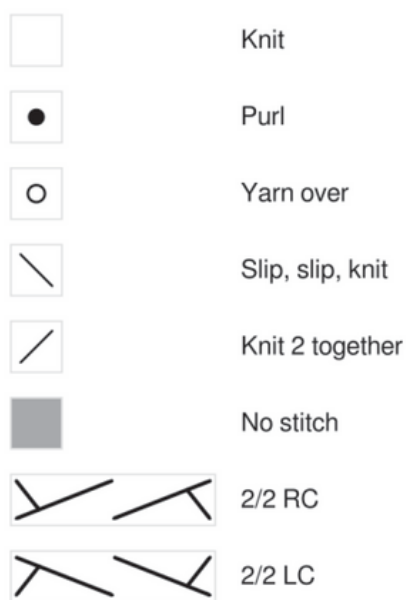 Knit
Purl
Yarn over
Slip, slip, knit
Knit 2 together
No stitch
2/2 RC
2/2 LC